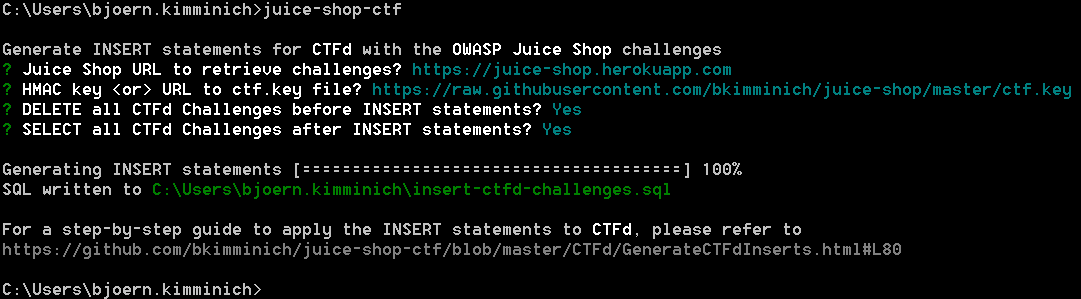 C:\Users\bjoern.kimminich>juice-shop-ctf
Generate INSERT statements for CTFd with the OWASP Juice Shop challenges
? Juice Shop URL to retrieve challenges? https://juice-shop.herokuapp.com
? HMAC key <or> URL to ctf.key file? https://raw.githubusercontent.com/bkimminich/juice-shop/master/ctf.key
? DELETE all CTFd Challenges before INSERT statements? Yes
? SELECT all CTFd Challenges after INSERT statements? Yes
Generating INSERT statements [======================================] 100%
SQL written to C:\Users\bjoern.kimminich\insert-ctfd-challenges.sql
For a step-by-step guide to apply the INSERT statements to CTFd, please refer to
https://github.com/bkimminich/juice-shop-ctf/blob/master/CTFd/GenerateCTFdInserts.html#L80
C:\Users\bjoern.kimminich>